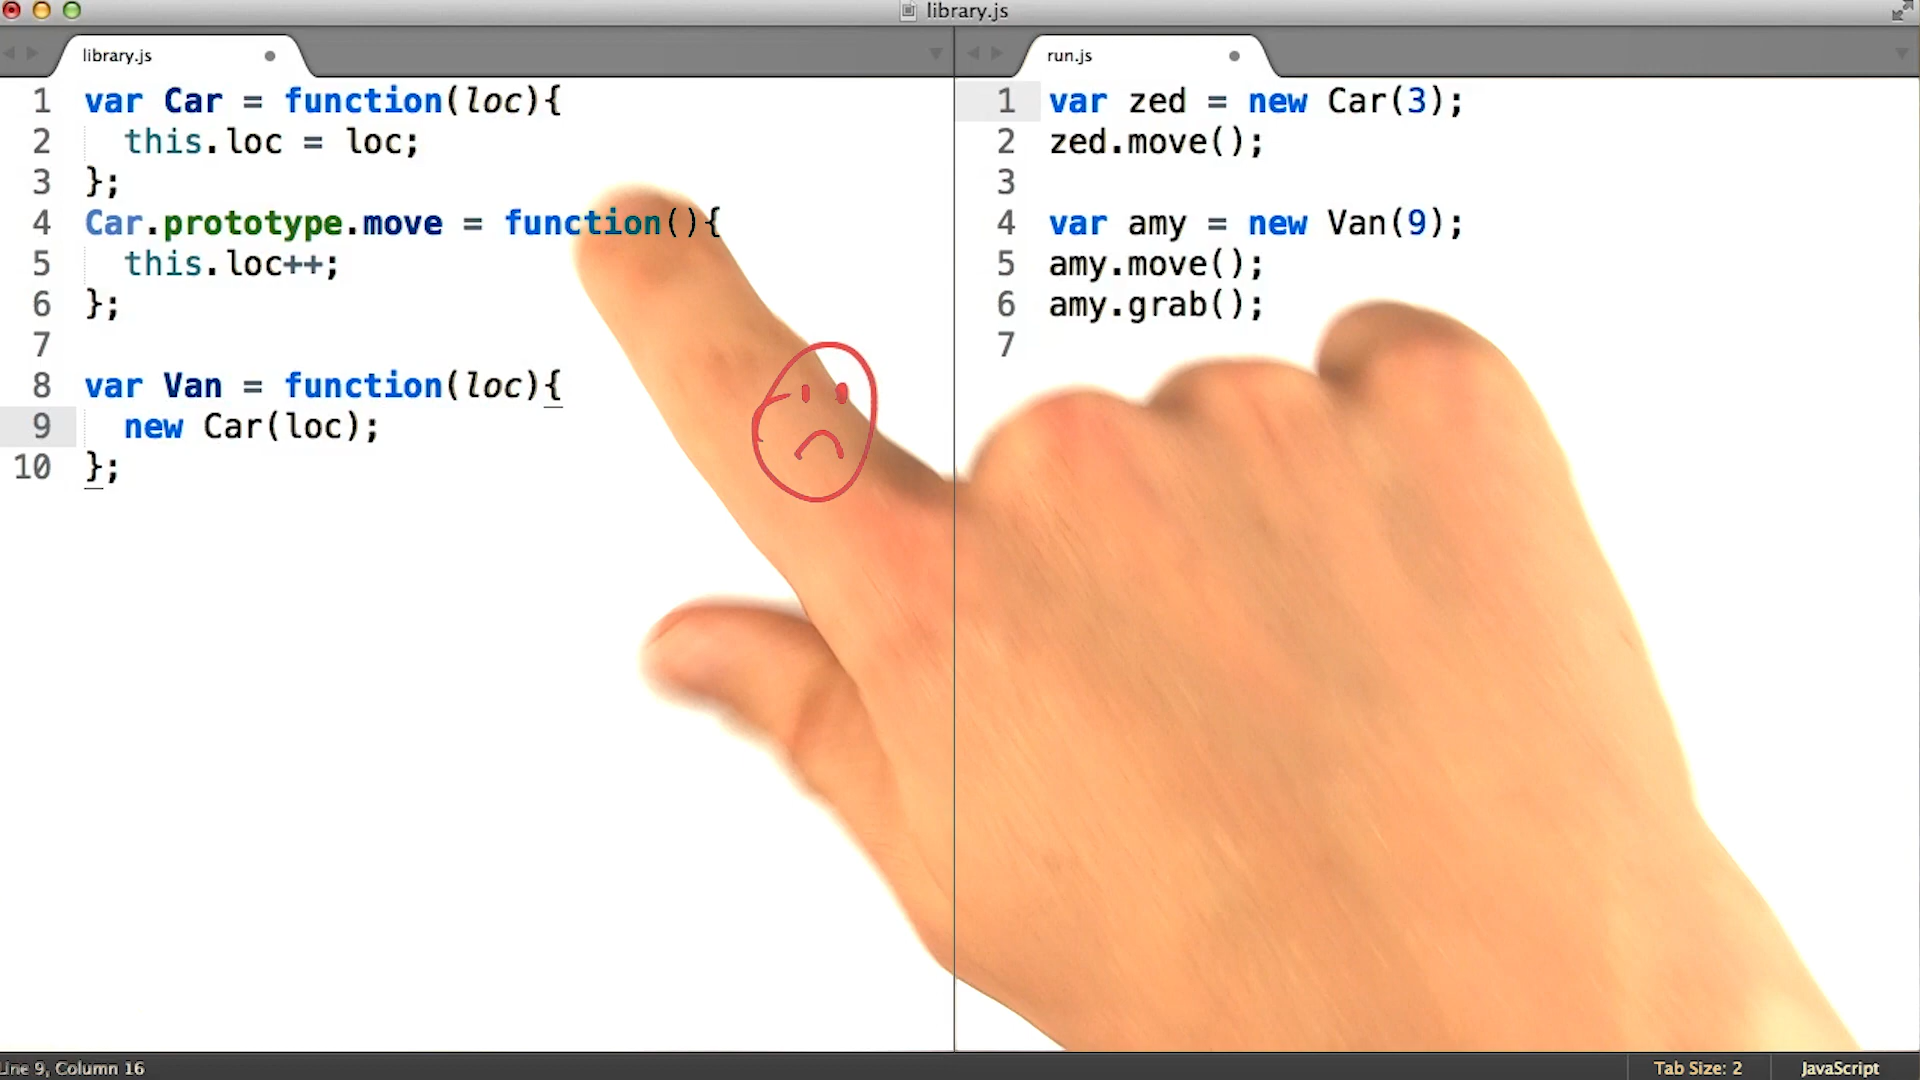 library.js
library.js
1 var Car = function(loc){
2 this.loc = loc;
3 };
4 Car.prototype.move = function(){
5 this.loc++;
6 };
7
8 var Van = function(loc){
9 new Car(loc);
10 };
run.js
1 var zed = new Car(3);
2 zed.move();
3
4 var amy = new Van(9);
5 amy.move();
6 amy.grab();
7
Line 9, Column 16
Tab Size: 2
JavaScript